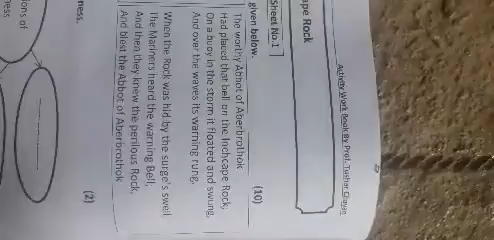 Activity Work Book By Prof. Tushar Chavan
ape Rock
Sheet No.1
given below.
(10)
The worthy Abbot of Aberbrothok
Had placed that bell on the Inchcape Rock;
On a buoy in the storm it floated and swung,
And over the waves its warning rung.
When the Rock was hid by the surge's swell
The Mariners heard the warning Bell;
And then they knew the perilous Rock,
And blest the Abbot of Aberbrothok
(2)
ness.
ions of
ness